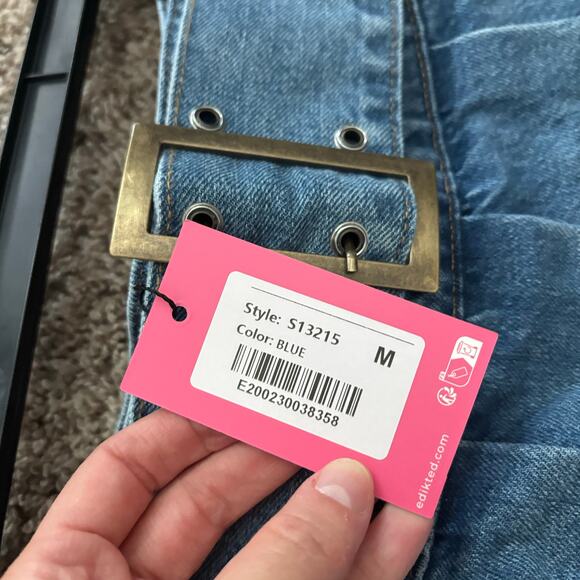 Style: S13215
M
Color: BLUE
E200230038358
edikted.com